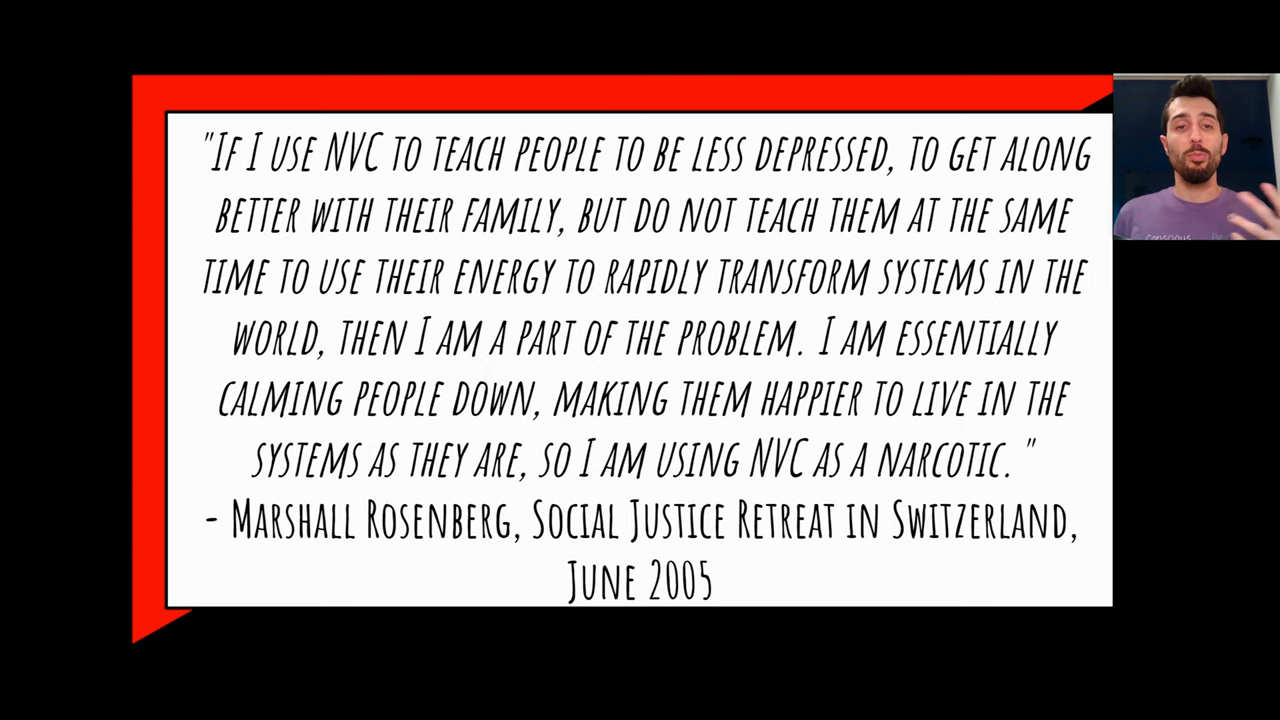 "If I use NVC to teach people to be less depressed, to get along
better with their family, but do not teach them at the same
time to use their energy to rapidly transform systems in the
world, then I am a part of the problem. I am essentially
calming people down, making them happier to live in the
systems as they are, so I am using NVC as a narcotic. "
- Marshall Rosenberg, Social Justice Retreat in Switzerland,
June 2005
conscious